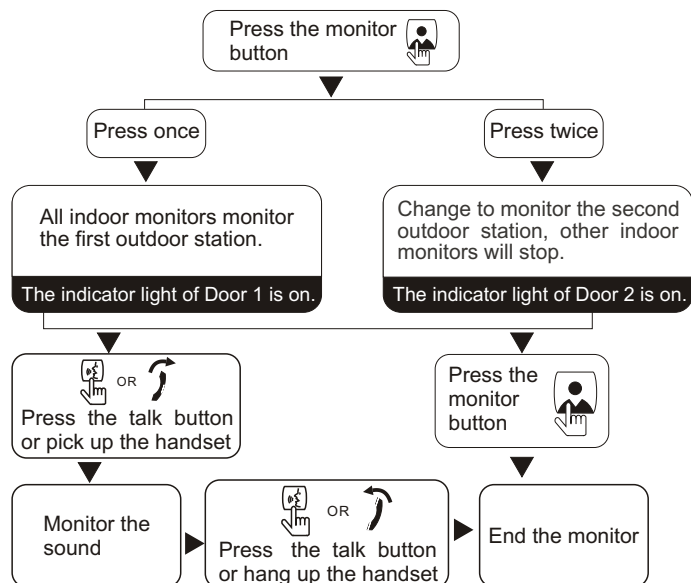 Press the monitor
button
Press once
Press twice
All indoor monitors monitor
the first outdoor station.
The indicator light of Door 1 is on.
Change to monitor the second
outdoor station, other indoor
monitors will stop.
The indicator light of Door 2 is on.
OR
Press the talk button
or pick up the handset
Press the
monitor
button
Monitor the
sound
OR
Press the talk button
or hang up the handset
End the monitor